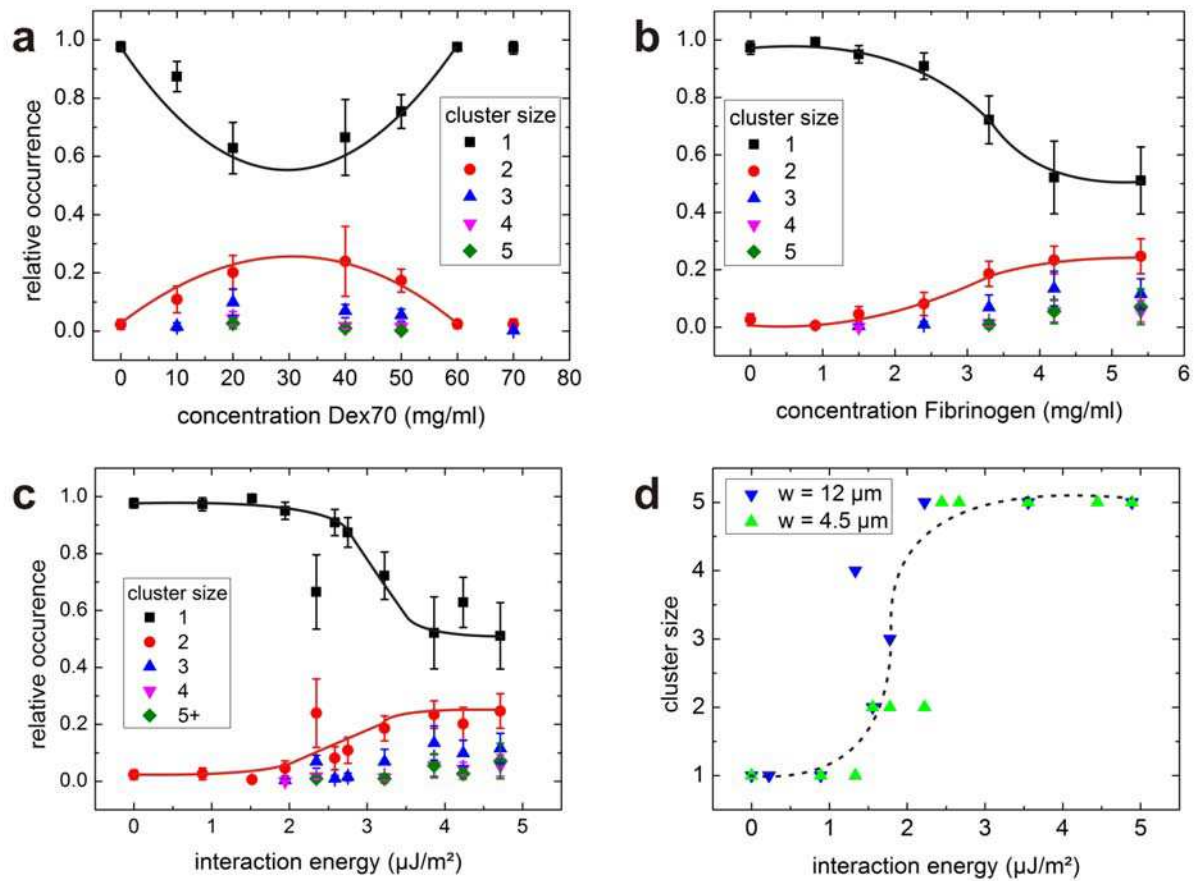 a
1.0
0.8
0.6
0.4
0.2
0.0
relative occurrence
cluster size
1
2
3
4
5
0 10 20 30 40 50 60 70 80
concentration Dex70 (mg/ml)
b
1.0
0.8
0.6
0.4
0.2
0.0
cluster size
1
2
3
4
5
0 1 2 3 4 5 6
concentration Fibrinogen (mg/ml)
c
1.0
0.8
0.6
0.4
0.2
0.0
relative occurence
cluster size
1
2
3
4
5+
0 1 2 3 4 5
interaction energy (µJ/m²)
d
w = 12 µm
w = 4.5 µm
5
4
3
2
1
cluster size
0 1 2 3 4 5
interaction energy (µJ/m²)